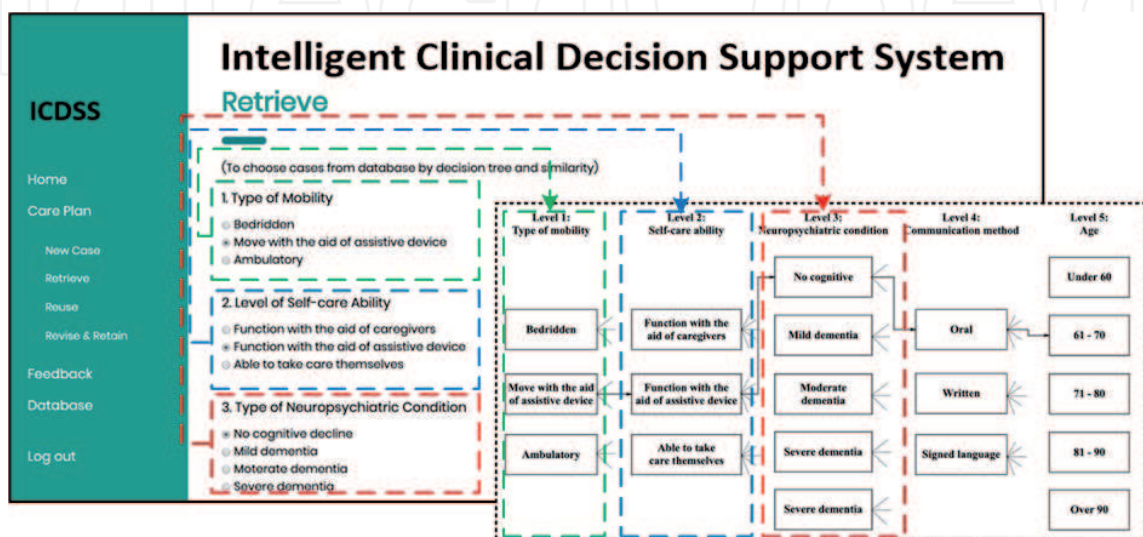 Intelligent Clinical Decision Support System
ICDSS
Retrieve
Home
Care Plan
New Case
Retrieve
Reuse
Revise & Retain
Feedback
Database
Log out
(To choose cases from database by decision tree and similarity)
1. Type of Mobility
Bedridden
Move with the aid of assistive device
Ambulatory
2. Level of Self-care Ability
Function with the aid of caregivers
Function with the aid of assistive device
Able to take care themselves
3. Type of Neuropsychiatric Condition
No cognitive decline
Mild dementia
Moterate dementia
Severe dementia
Level 1:
Type of mobility
Bedridden
Move with the aid
of assistive device
Ambulatory
Level 2:
Self-care ability
Function with the
aid of caregivers
Function with the
aid of assistive device
Able to take
care themselves
Level 3:
Neuropsychiatric condition
No cognitive
Mild dementia
Moderate
dementia
Severe dementia
Severe dementia
Level 4:
Communication method
Oral
Written
Signed language
Level 5:
Age
Under 60
61 - 70
71 - 80
81 - 90
Over 90